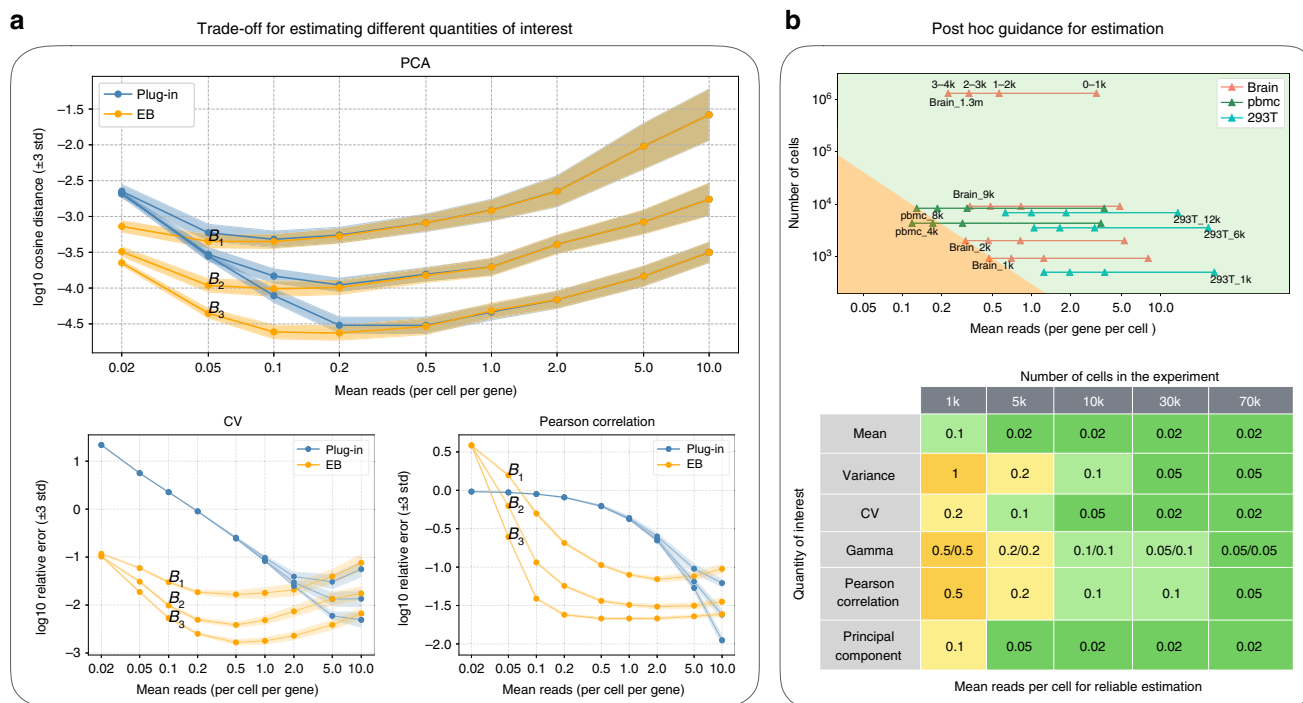 a
Trade-off for estimating different quantities of interest
PCA
Plug-in
EB
log10 cosine distance (±3 std)
−1.5
−2.0
−2.5
−3.0
−3.5
−4.0
−4.5
B1
B2
B3
0.02 0.05 0.1 0.2 0.5 1.0 2.0 5.0 10.0
Mean reads (per cell per gene)
CV
Plug-in
EB
log10 relative error (±3 std)
1
0
−1
−2
−3
B1
B2
B3
0.02 0.05 0.1 0.2 0.5 1.0 2.0 5.0 10.0
Mean reads (per cell per gene)
Pearson correlation
Plug-in
EB
log10 relative error (±3 std)
0.5
0.0
−0.5
−1.0
−1.5
−2.0
B1
B2
B3
0.02 0.05 0.1 0.2 0.5 1.0 2.0 5.0 10.0
Mean reads (per cell per gene)
b
Post hoc guidance for estimation
Number of cells
10^6
10^5
10^4
10^3
3–4k 2–3k 1–2k 0–1k
Brain_1.3m
Brain
pbmc
293T
Brain_9k
pbmc_8k
293T_12k
pbmc_4k
293T_6k
Brain_2k
Brain_1k
293T_1k
0.05 0.1 0.2 0.5 1.0 2.0 5.0 10.0
Mean reads (per gene per cell )
Number of cells in the experiment
1k 5k 10k 30k 70k
Quantity of interest
Mean 0.1 0.02 0.02 0.02 0.02
Variance 1 0.2 0.1 0.05 0.05
CV 0.2 0.1 0.05 0.02 0.02
Gamma 0.5/0.5 0.2/0.2 0.1/0.1 0.05/0.1 0.05/0.05
Pearson
correlation 0.5 0.2 0.1 0.1 0.05
Principal
component 0.1 0.05 0.02 0.02 0.02
Mean reads per cell for reliable estimation